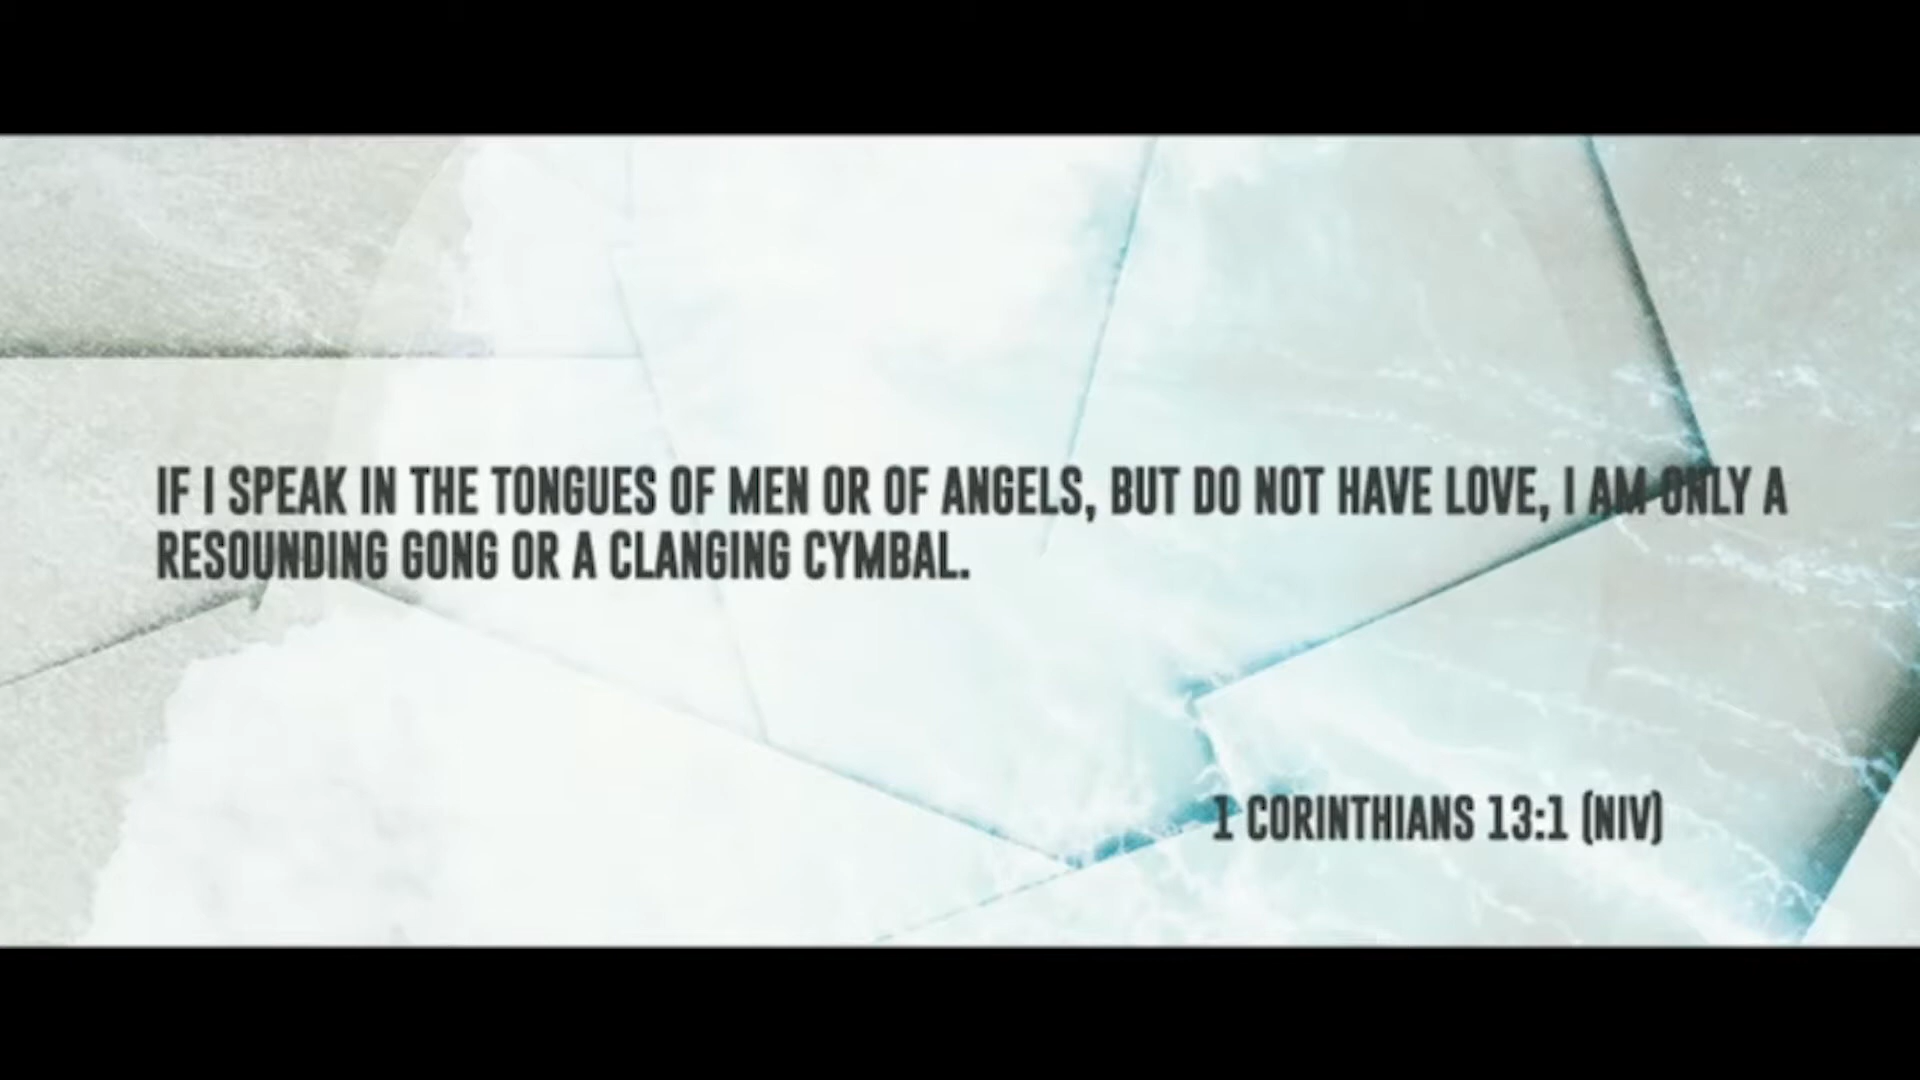 IF I SPEAK IN THE TONGUES OF MEN OR OF ANGELS, BUT DO NOT HAVE LOVE, I AM ONLY A
RESOUNDING GONG OR A CLANGING CYMBAL.
1 CORINTHIANS 13:1 (NIV)